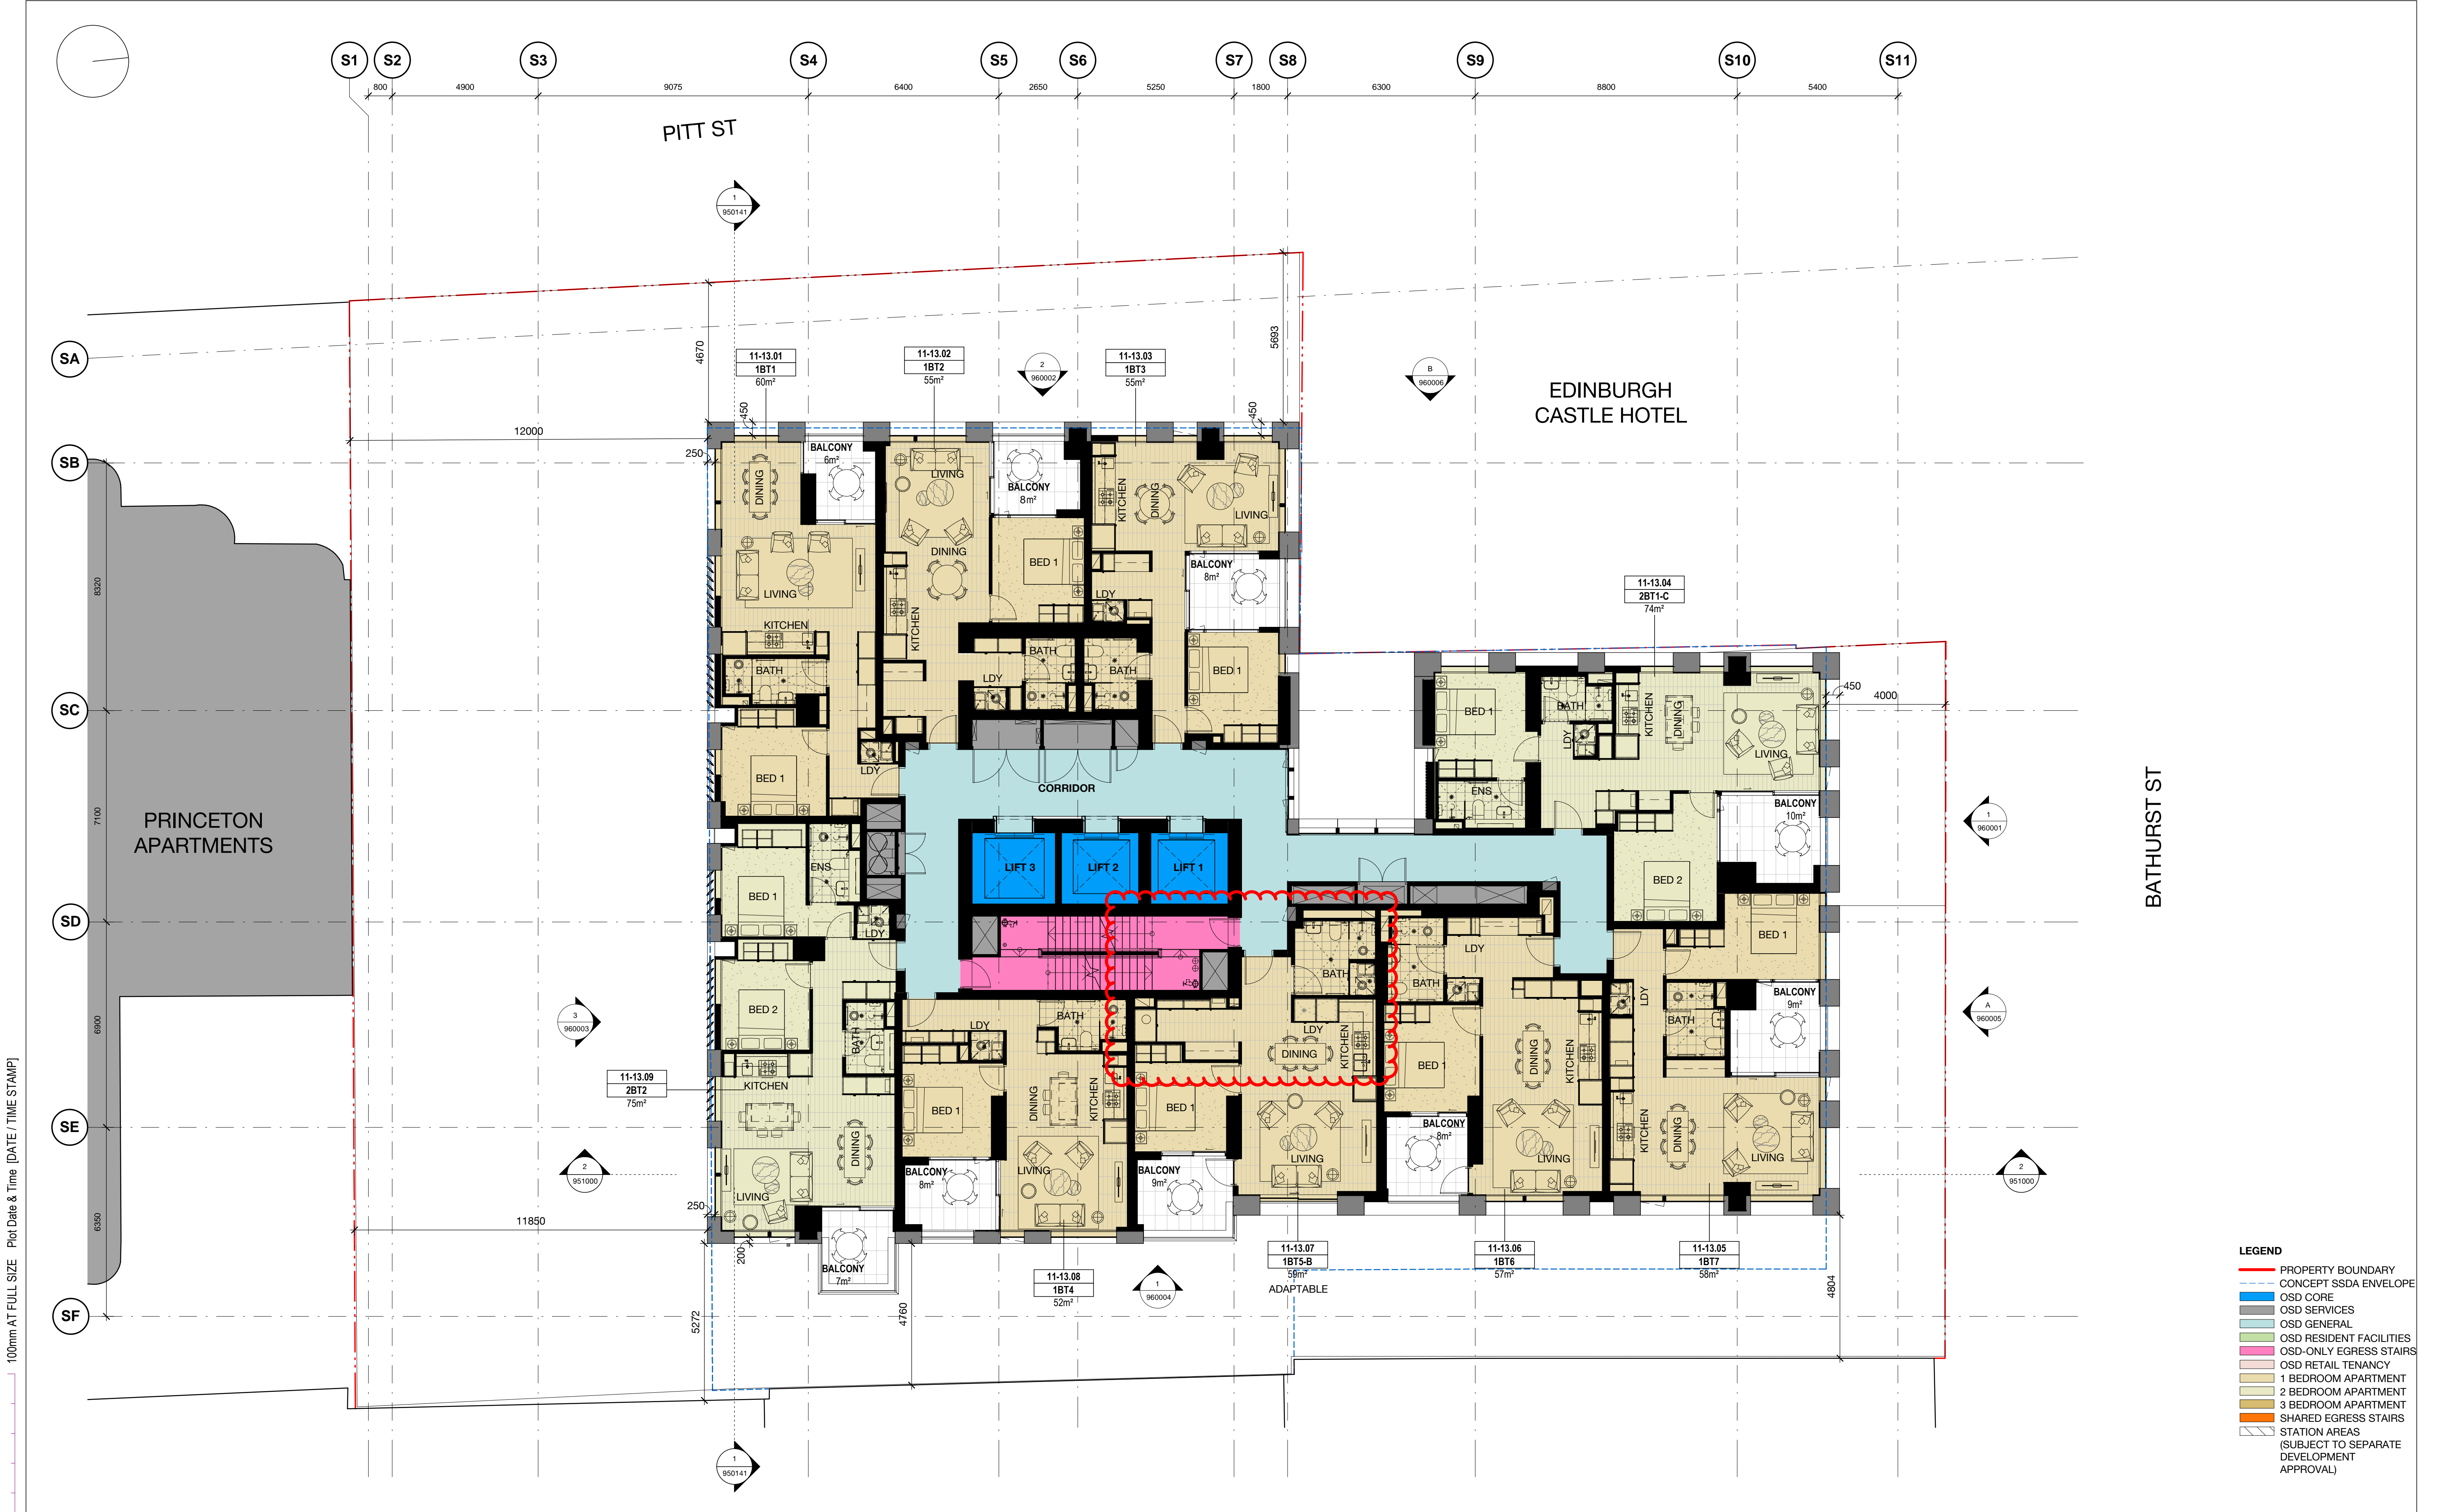 S1
S2
S3
S4
S5
S6
S7
S8
S9
S10
S11
800
4900
9075
6400
2650
5250
1800
6300
8800
5400
PITT ST
1
950141
SA
4670
5693
11-13.01
1BT1
60m²
11-13.02
1BT2
55m²
2
960002
11-13.03
1BT3
55m²
B
960006
EDINBURGH
CASTLE HOTEL
450
450
12000
250
SB
BALCONY
6m²
DINING
LIVING
BALCONY
8m²
KITCHEN
DINING
LIVING
DINING
BED 1
BALCONY
8m²
8320
LIVING
KITCHEN
LDY
11-13.04
2BT1-C
74m²
KITCHEN
BATH
BATH
BATH
BED 1
LDY
SC
450
4000
BED 1
BATH
KITCHEN
DINING
LDY
LIVING
BED 1
LDY
CORRIDOR
ENS
BALCONY
10m²
1
960001
BATHURST ST
7100
PRINCETON
APARTMENTS
ENS
LIFT 3
LIFT 2
LIFT 1
BED 1
BED 2
SD
LDY
BED 1
LDY
BATH
BATH
BALCONY
9m²
LDY
A
960005
BED 2
3
960003
6900
BATH
LDY
BATH
LDY
KITCHEN
BATH
DINING
BED 1
DINING
KITCHEN
11-13.09
2BT2
75m²
KITCHEN
BED 1
DINING
KITCHEN
BED 1
SE
DINING
KITCHEN
DINING
BALCONY
8m²
2
951000
LIVING
BALCONY
8m²
LIVING
BALCONY
9m²
LIVING
LIVING
LIVING
2
951000
6350
250
11850
200
BALCONY
7m²
11-13.08
1BT4
52m²
1
960004
11-13.07
1BT5-B
59m²
ADAPTABLE
11-13.06
1BT6
57m²
11-13.05
1BT7
58m²
4804
SF
5272
4760
1
950141
LEGEND
PROPERTY BOUNDARY
CONCEPT SSDA ENVELOPE
OSD CORE
OSD SERVICES
OSD GENERAL
OSD RESIDENT FACILITIES
OSD-ONLY EGRESS STAIRS
OSD RETAIL TENANCY
1 BEDROOM APARTMENT
2 BEDROOM APARTMENT
3 BEDROOM APARTMENT
SHARED EGRESS STAIRS
STATION AREAS
(SUBJECT TO SEPARATE
DEVELOPMENT
APPROVAL)
100mm AT FULL SIZE Plot Date & Time [DATE / TIME STAMP]